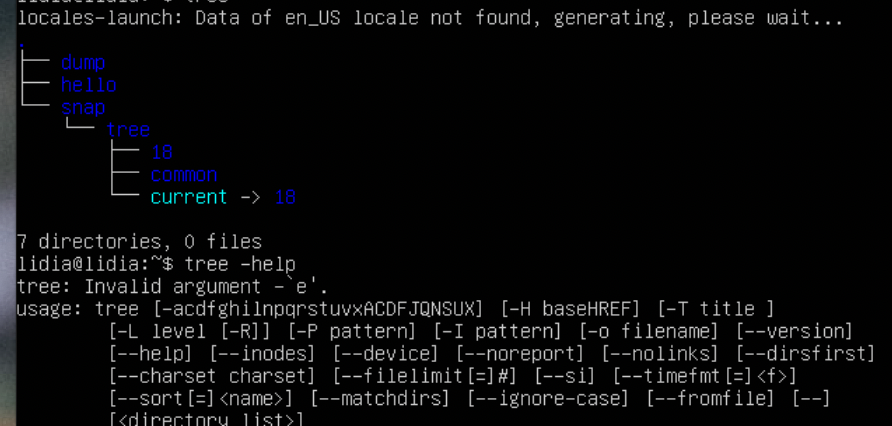 locales-launch: Data of en_US locale not found, generating, please wait...
.
├── dump
├── hello
└── snap
    └── tree
        ├── 18
        ├── common
        └── current -> 18

7 directories, 0 files
lidia@lidia:~$ tree -help
tree: Invalid argument -`e'.
usage: tree [-acdfghilnpqrstuvxACDFJQNSUX] [-H baseHREF] [-T title ]
        [-L level [-R]] [-P pattern] [-I pattern] [-o filename] [--version]
        [--help] [--inodes] [--device] [--noreport] [--nolinks] [--dirsfirst]
        [--charset charset] [--filelimit[=]#] [--si] [--timefmt[=]<f>]
        [--sort[=]<name>] [--matchdirs] [--ignore-case] [--fromfile] [--]
        [<directory list>]